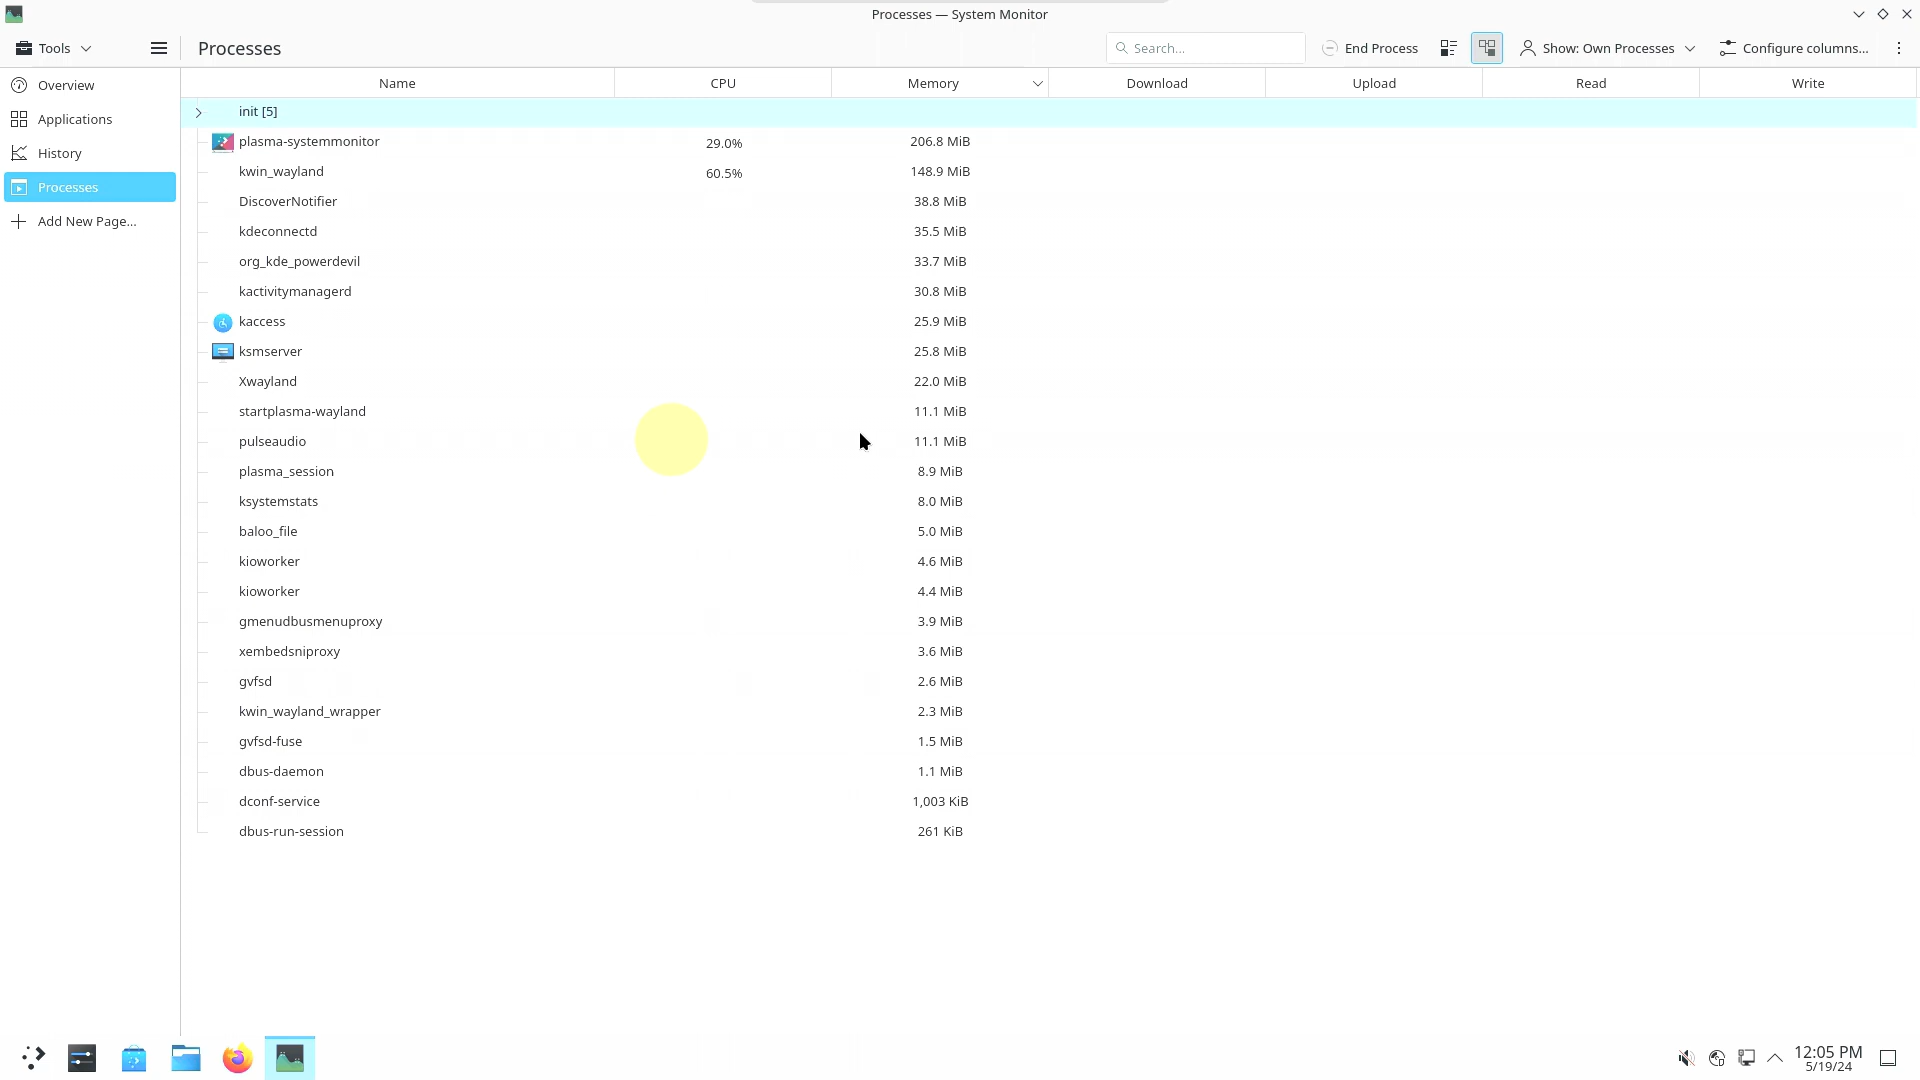 Processes — System Monitor
Tools
Processes
Search...
End Process
Show: Own Processes
Configure columns...
Overview
Applications
History
Processes
Add New Page...
Name CPU Memory Download Upload Read Write
init [5]
plasma-systemmonitor 29.0% 206.8 MiB
kwin_wayland 60.5% 148.9 MiB
DiscoverNotifier 38.8 MiB
kdeconnectd 35.5 MiB
org_kde_powerdevil 33.7 MiB
kactivitymanagerd 30.8 MiB
kaccess 25.9 MiB
ksmserver 25.8 MiB
Xwayland 22.0 MiB
startplasma-wayland 11.1 MiB
pulseaudio 11.1 MiB
plasma_session 8.9 MiB
ksystemstats 8.0 MiB
baloo_file 5.0 MiB
kioworker 4.6 MiB
kioworker 4.4 MiB
gmenudbusmenuproxy 3.9 MiB
xembedsniproxy 3.6 MiB
gvfsd 2.6 MiB
kwin_wayland_wrapper 2.3 MiB
gvfsd-fuse 1.5 MiB
dbus-daemon 1.1 MiB
dconf-service 1,003 KiB
dbus-run-session 261 KiB
12:05 PM
5/19/24